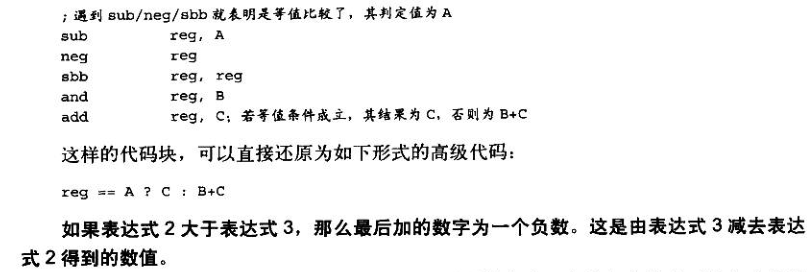 ；遇到 sub/neg/sbb 就表明是等值比较了，其判定值为 A
sub reg, A
neg reg
sbb reg, reg
and reg, B
add reg, C；若等值条件成立，其结果为 C，否则为 B+C
这样的代码块，可以直接还原为如下形式的高级代码：
reg == A ? C : B+C
如果表达式 2 大于表达式 3，那么最后加的数字为一个负数。这是由表达式 3 减去表达
式 2 得到的数值。